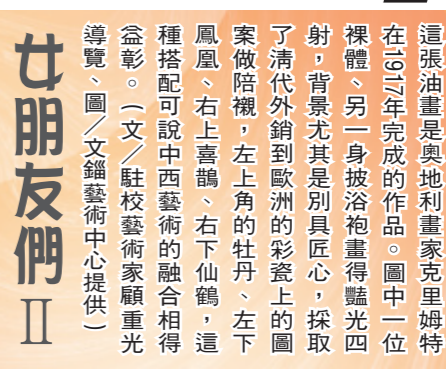 這張油畫是奧地利畫家克里姆特
在1917年完成的作品。圖中一位
裸體、另一身披浴袍畫得豔光四
射，背景尤其是別具匠心，採取
了清代外銷到歐洲的彩瓷上的圖
案做陪襯，左上角的牡丹、左下
鳳凰、右上喜鵲、右下仙鶴，這
種搭配可說中西藝術的融合相得
益彰。（文／駐校藝術家顧重光
導覽、圖／文錙藝術中心提供）
女朋友們Ⅱ